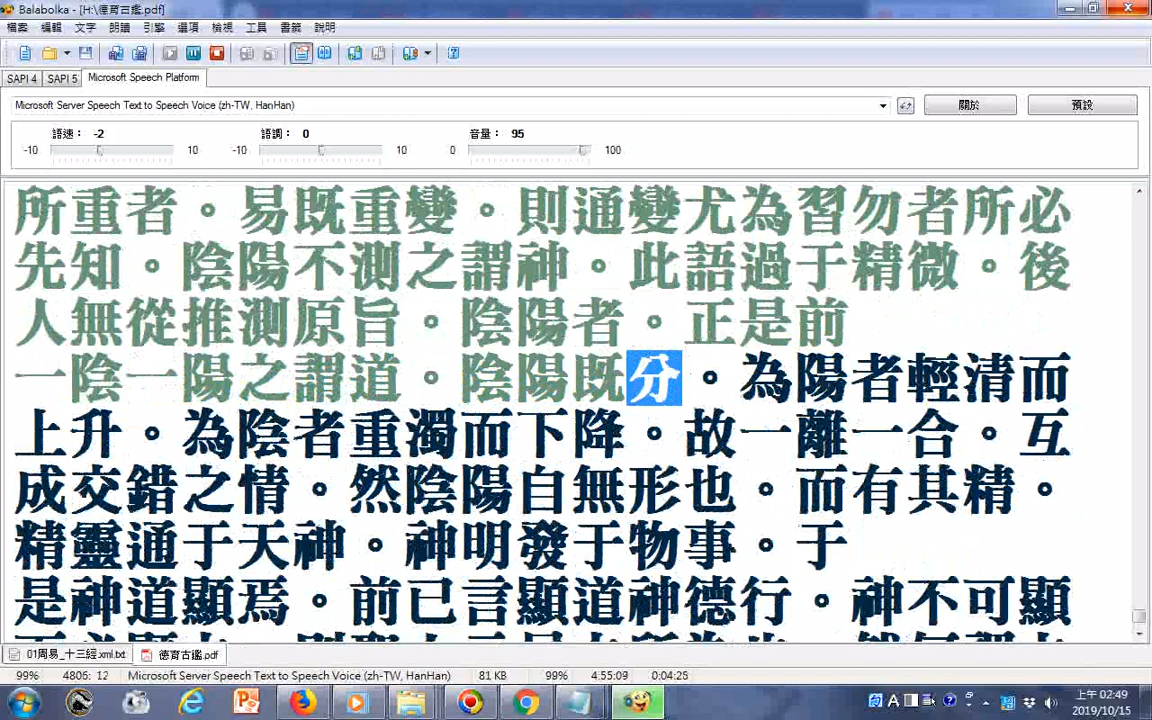 Balabolka - [H:\德育古鑑.pdf]
檔案 編輯 文字 朗讀 引擎 選項 檢視 工具 書籤 說明
SAPI 4 SAPI 5 Microsoft Speech Platform
Microsoft Server Speech Text to Speech Voice (zh-TW, HanHan) 關於 預設
語速： -2 語調： 0 音量： 95
-10 10 -10 10 0 100
所重者。易既重變。則通變尤為習勿者所必
先知。陰陽不測之謂神。此語過于精微。後
人無從推測原旨。陰陽者。正是前
一陰一陽之謂道。陰陽既分。為陽者輕清而
上升。為陰者重濁而下降。故一離一合。互
成交錯之情。然陰陽自無形也。而有其精。
精靈通于天神。神明發于物事。于
是神道顯焉。前已言顯道神德行。神不可顯
01周易_十三經.xml.txt 德育古鑑.pdf
99% 4805: 12 Microsoft Server Speech Text to Speech Voice (zh-TW, HanHan) 81 KB 99% 4:55:09 0:04:25
上午 02:49
2019/10/15